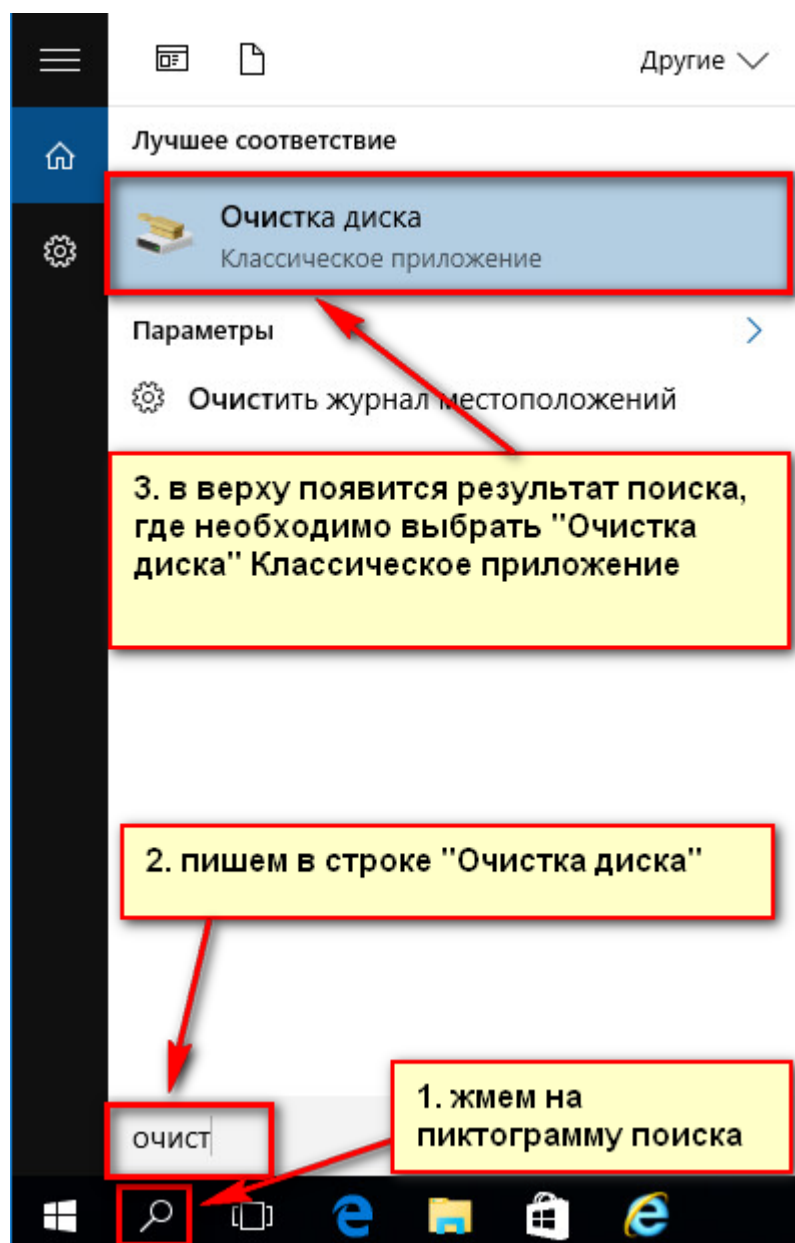 Другие
Лучшее соответствие
Очистка диска
Классическое приложение
Параметры
Очистить журнал местоположений
3. в верху появится результат поиска,
где необходимо выбрать "Очистка
диска" Классическое приложение
2. пишем в строке "Очистка диска"
1. жмем на
пиктограмму поиска
очист